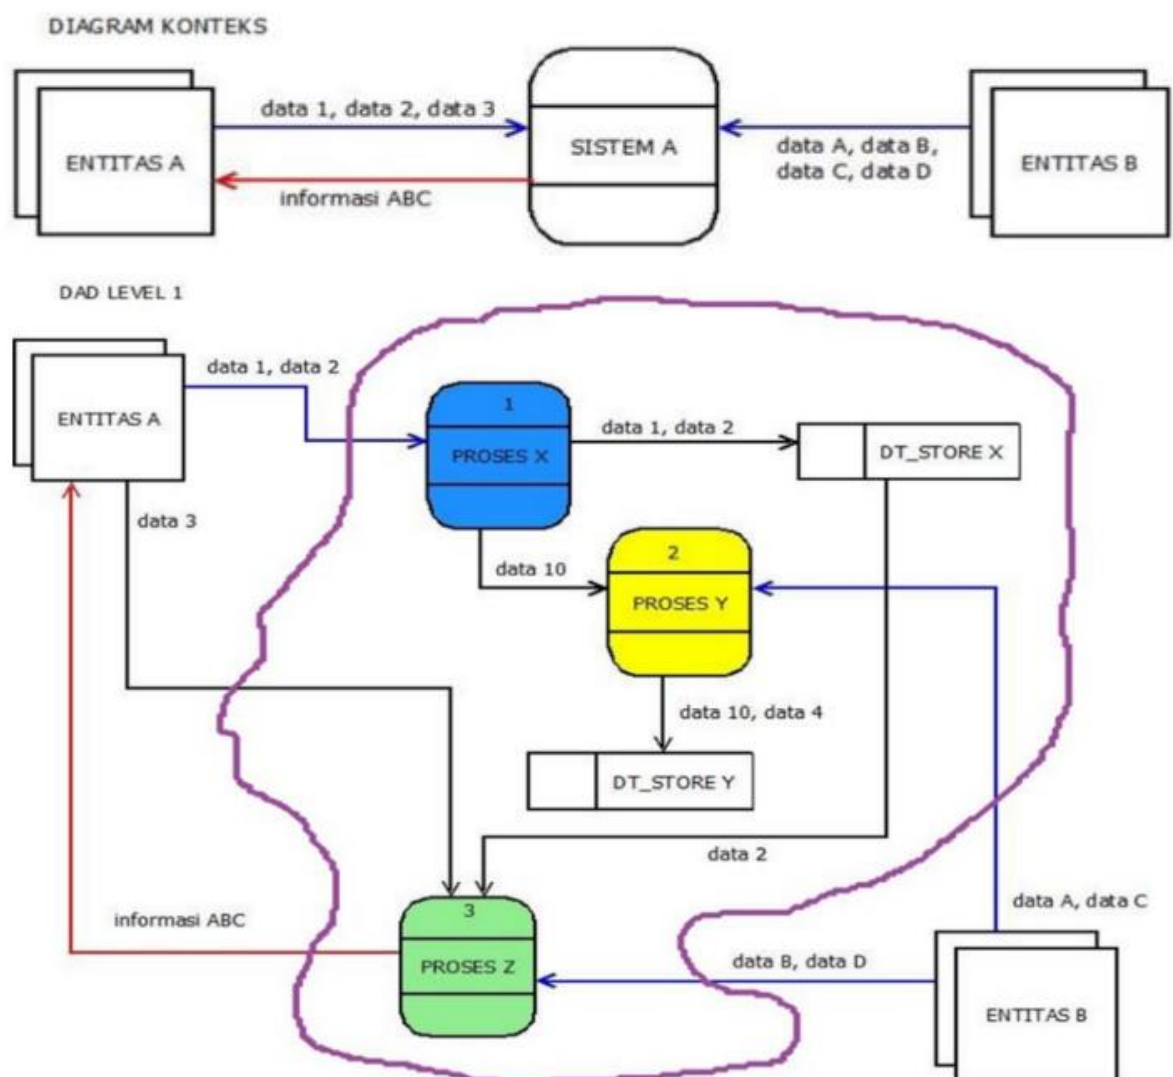 DIAGRAM KONTEKS
ENTITAS A
data 1, data 2, data 3
informasi ABC
SISTEM A
data A, data B,
data C, data D
ENTITAS B
DAD LEVEL 1
ENTITAS A
data 1, data 2
1
PROSES X
data 1, data 2
DT_STORE X
data 3
data 10
2
PROSES Y
data 10, data 4
DT_STORE Y
data 2
informasi ABC
3
PROSES Z
data B, data D
data A, data C
ENTITAS B